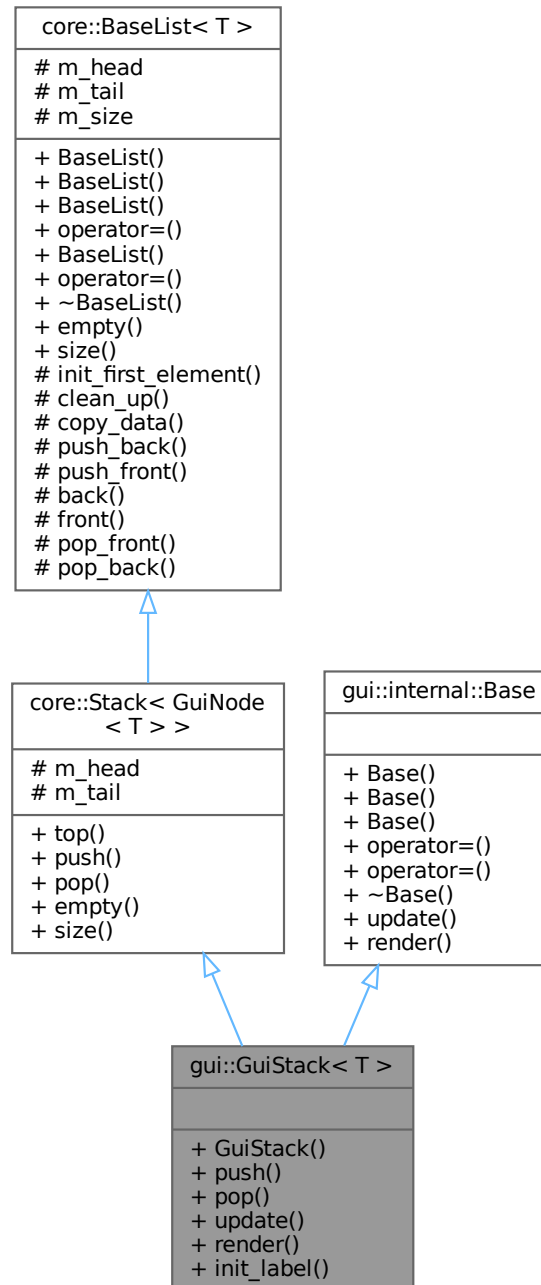 core::BaseList< T >
# m_head
# m_tail
# m_size
+ BaseList()
+ BaseList()
+ BaseList()
+ operator=()
+ BaseList()
+ operator=()
+ ~BaseList()
+ empty()
+ size()
# init_first_element()
# clean_up()
# copy_data()
# push_back()
# push_front()
# back()
# front()
# pop_front()
# pop_back()
core::Stack< GuiNode
< T > >
# m_head
# m_tail
+ top()
+ push()
+ pop()
+ empty()
+ size()
gui::internal::Base
+ Base()
+ Base()
+ Base()
+ operator=()
+ operator=()
+ ~Base()
+ update()
+ render()
gui::GuiStack< T >
+ GuiStack()
+ push()
+ pop()
+ update()
+ render()
+ init_label()